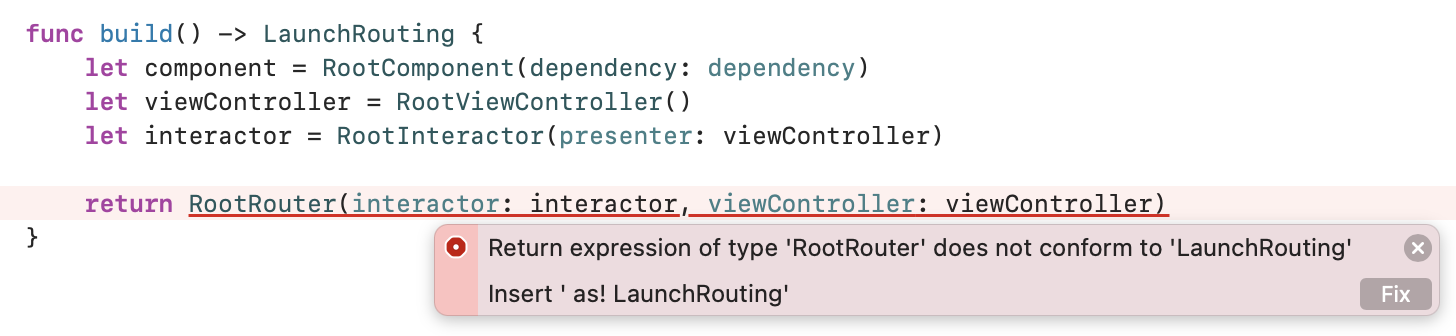 func build() -> LaunchRouting {
    let component = RootComponent(dependency: dependency)
    let viewController = RootViewController()
    let interactor = RootInteractor(presenter: viewController)

    return RootRouter(interactor: interactor, viewController: viewController)
}
Return expression of type 'RootRouter' does not conform to 'LaunchRouting'
Insert ' as! LaunchRouting'
Fix